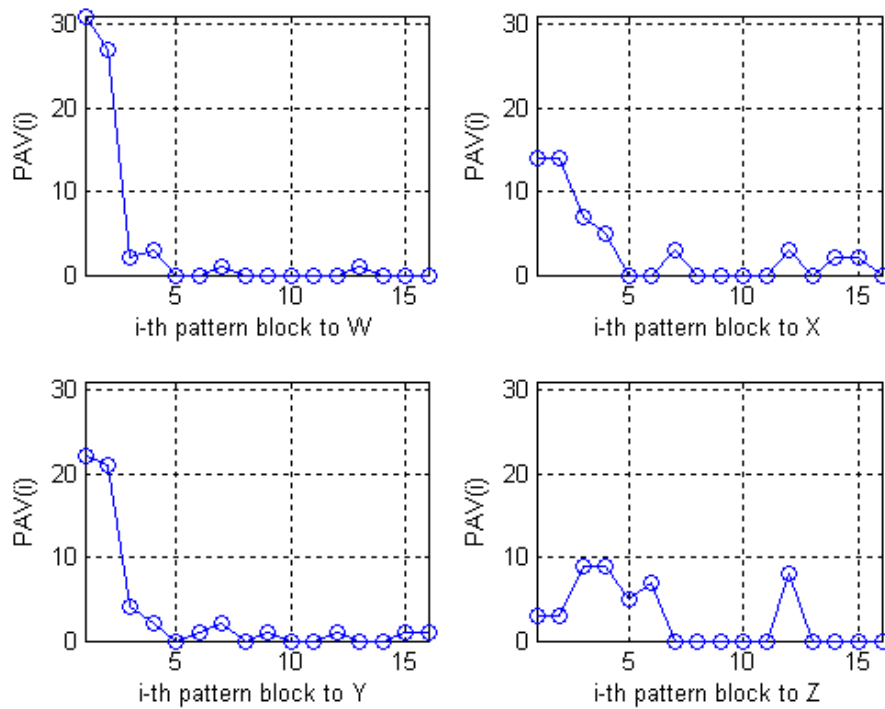 30
20
10
0
PAV(i)
5 10 15
i-th pattern block to W
30
20
10
0
PAV(i)
5 10 15
i-th pattern block to X
30
20
10
0
PAV(i)
5 10 15
i-th pattern block to Y
30
20
10
0
PAV(i)
5 10 15
i-th pattern block to Z